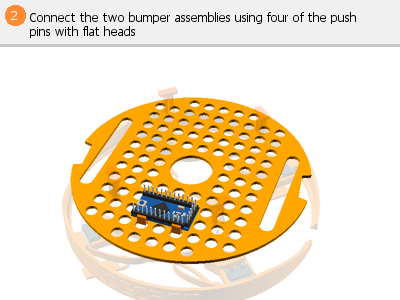 2 Connect the two bumper assemblies using four of the push
pins with flat heads